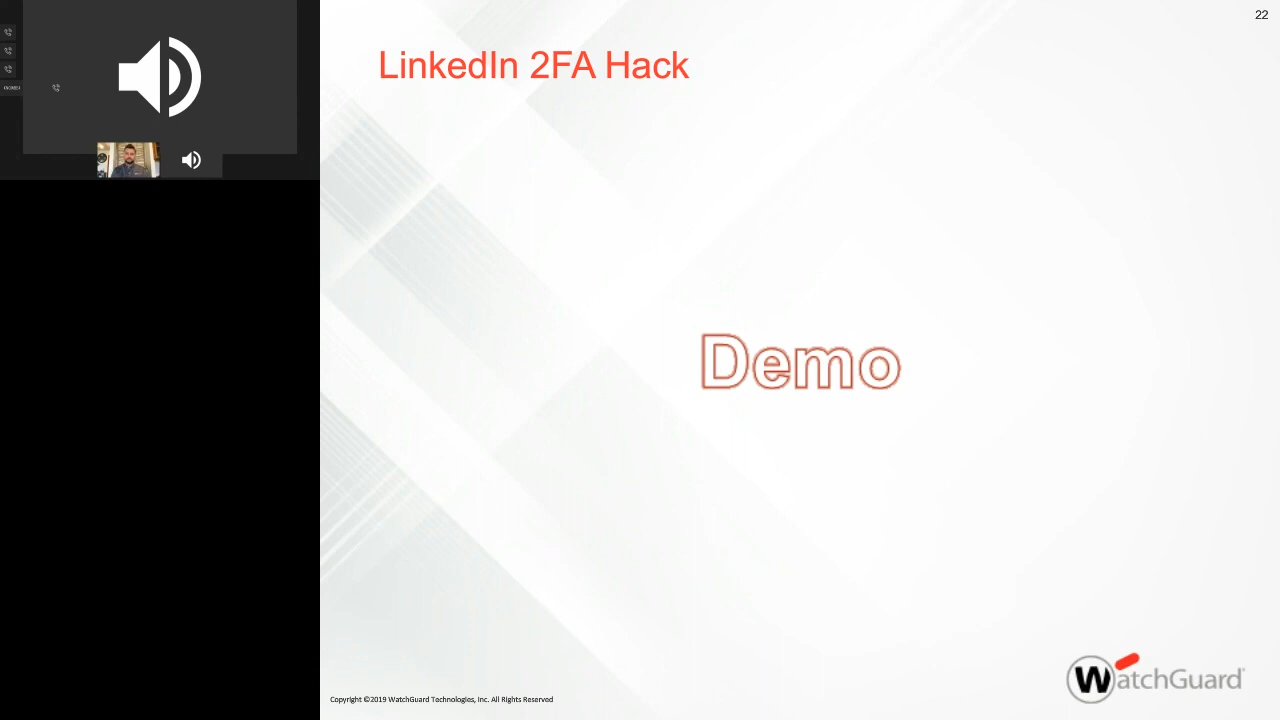 22
LinkedIn 2FA Hack
Demo
WatchGuard
Copyright ©2019 WatchGuard Technologies, Inc. All Rights Reserved